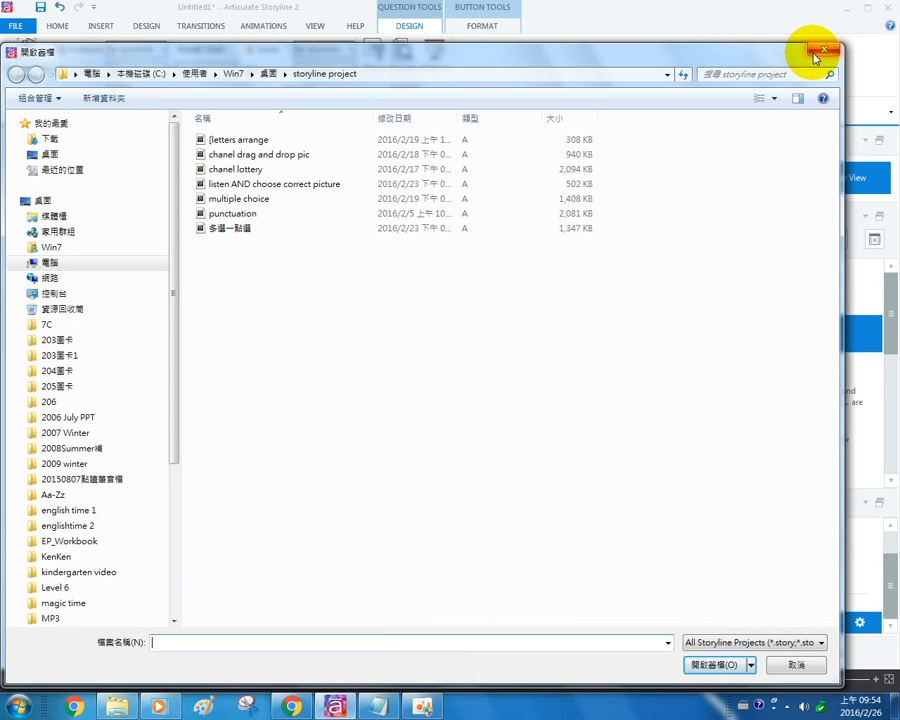 Untitled1* - Articulate Storyline 2
QUESTION TOOLS
BUTTON TOOLS
FILE
HOME
INSERT
DESIGN
TRANSITIONS
ANIMATIONS
VIEW
HELP
DESIGN
FORMAT
開啟舊檔
電腦 ▸ 本機磁碟 (C:) ▸ 使用者 ▸ Win7 ▸ 桌面 ▸ storyline project
搜尋 storyline project
組合管理
新增資料夾
名稱
修改日期
類型
大小
[letters arrange 2016/2/19 上午 1... A 308 KB
chanel drag and drop pic 2016/2/18 下午 0... A 940 KB
chanel lottery 2016/2/17 下午 0... A 2,094 KB
listen AND choose correct picture 2016/2/23 下午 0... A 502 KB
multiple choice 2016/2/19 下午 0... A 1,408 KB
punctuation 2016/2/5 上午 10... A 2,081 KB
多選一點選 2016/2/23 下午 0... A 1,347 KB
我的最愛
下載
桌面
最近的位置
桌面
媒體櫃
家用群組
Win7
電腦
網路
控制台
資源回收筒
7C
203圖卡
203圖卡1
204圖卡
205圖卡
206
2006 July PPT
2007 Winter
2008Summer補
2009 winter
20150807點讀筆音檔
Aa-Zz
english time 1
englishtime 2
EP_Workbook
KenKen
kindergarten video
Level 6
magic time
MP3
View
nd
... are
檔案名稱(N):
All Storyline Projects (*.story;*.sto
開啟舊檔(O)
取消
上午 09:54
2016/2/26